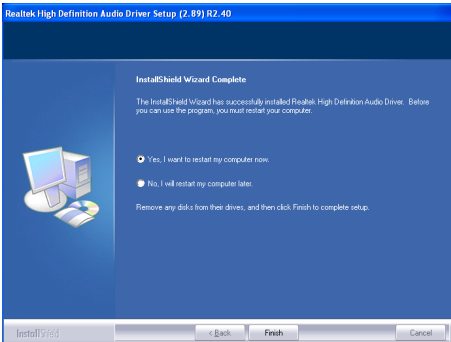 Realtek High Definition Audio Driver Setup (2.89) R2.40
InstallShield Wizard Complete
The InstallShield Wizard has successfully installed Realtek High Definition Audio Driver. Before
you can use the program, you must restart your computer.
Yes, I want to restart my computer now.
No, I will restart my computer later.
Remove any disks from their drives, and then click Finish to complete setup.
InstallShield
< Back Finish Cancel